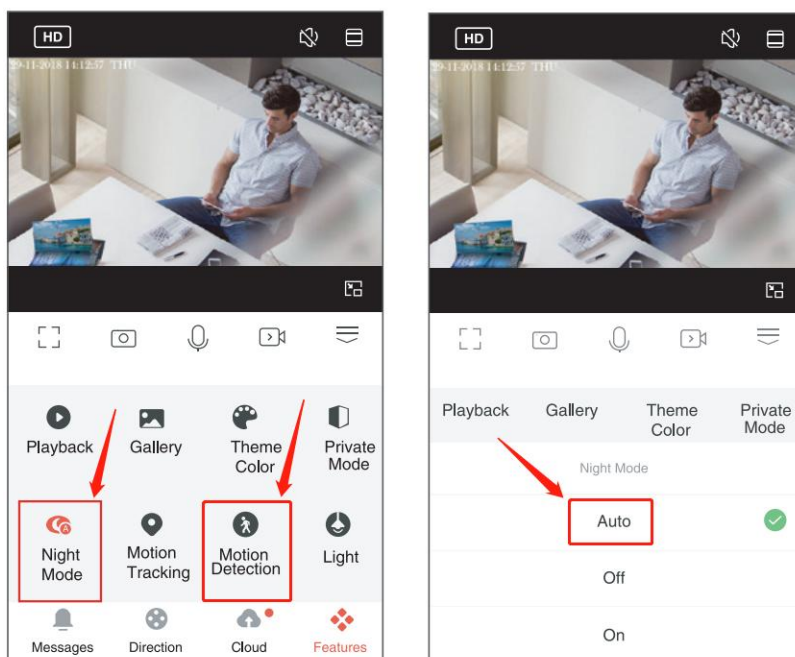 HD
29-11-2018 14:12:57 THU
Playback
Gallery
Theme
Color
Private
Mode
Night
Mode
Motion
Tracking
Motion
Detection
Light
Messages
Direction
Cloud
Features
HD
29-11-2018 14:12:57 THU
Playback
Gallery
Theme
Color
Private
Mode
Night Mode
Auto
Off
On